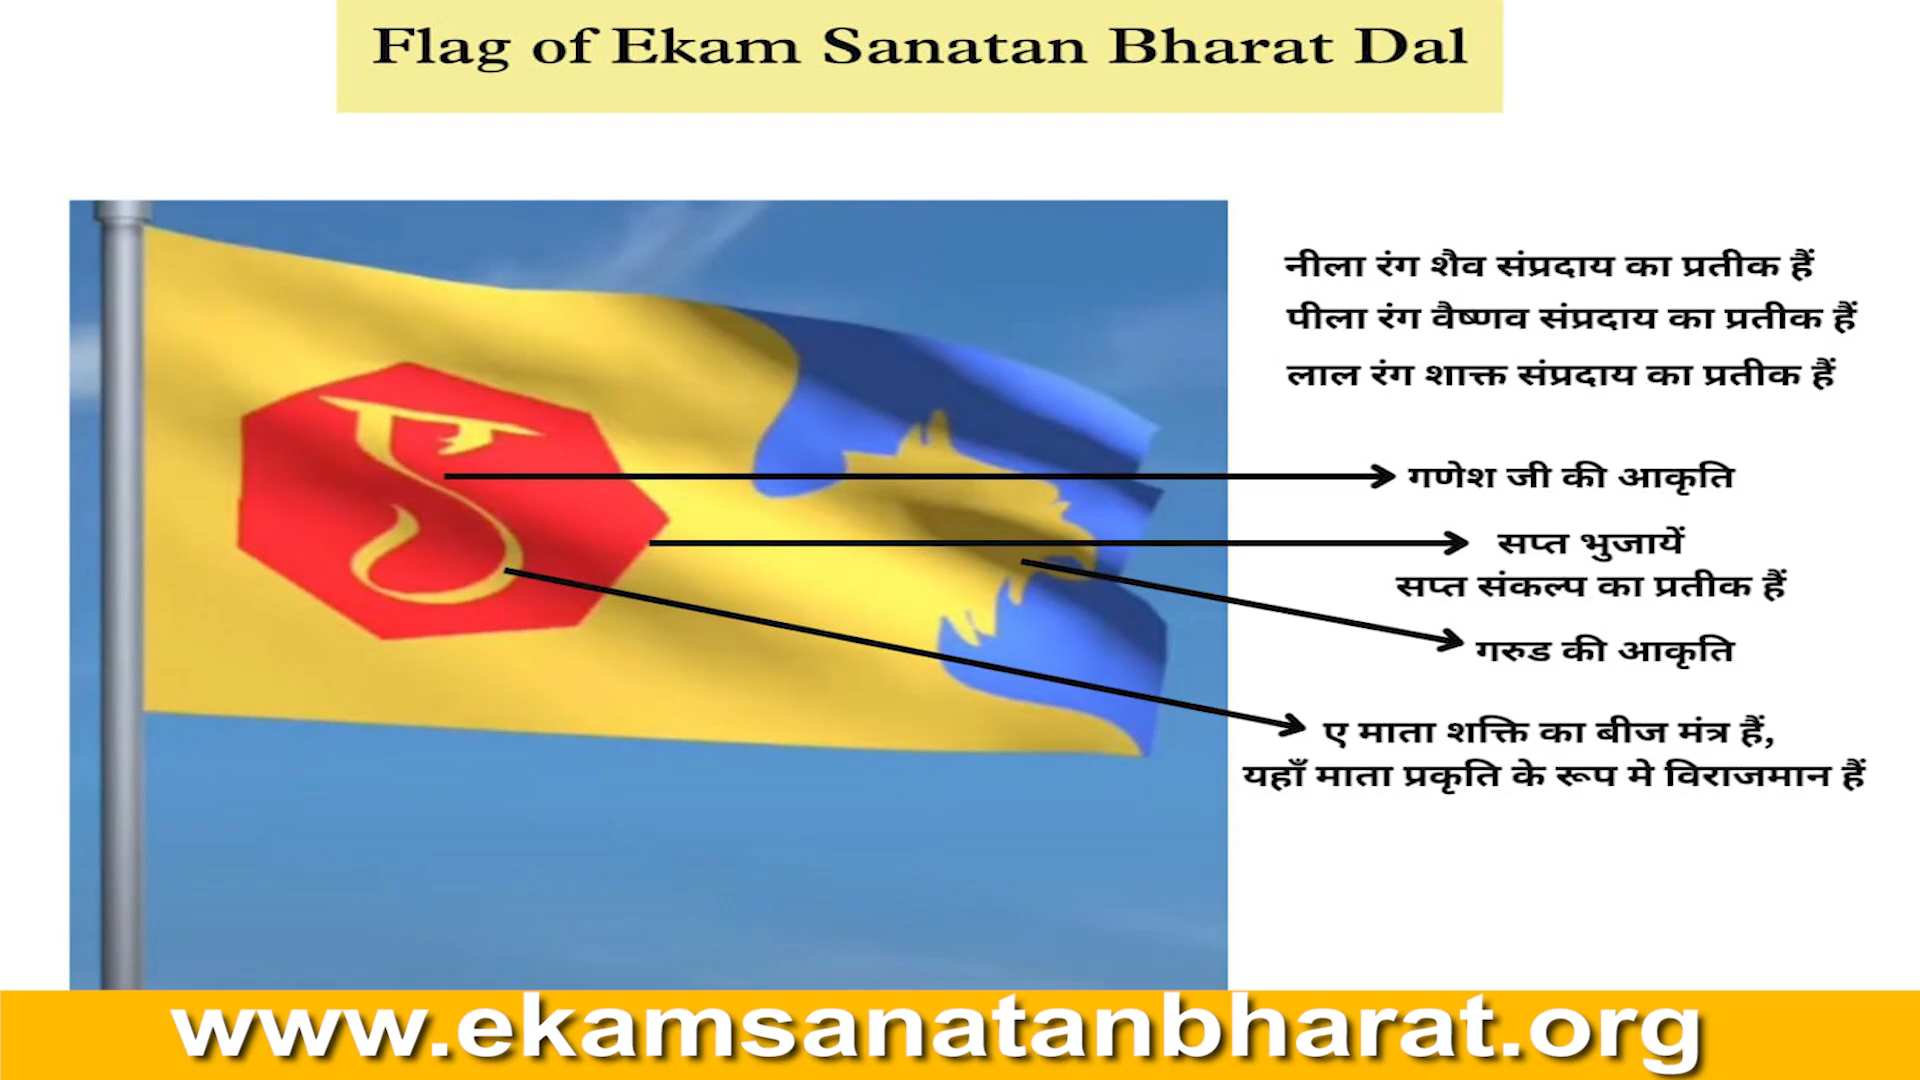 Flag of Ekam Sanatan Bharat Dal
नीला रंग शैव संप्रदाय का प्रतीक हैं
पीला रंग वैष्णव संप्रदाय का प्रतीक हैं
लाल रंग शाक्त संप्रदाय का प्रतीक हैं
गणेश जी की आकृति
सप्त भुजायें
सप्त संकल्प का प्रतीक हैं
गरुड की आकृति
ए माता शक्ति का बीज मंत्र हैं,
यहाँ माता प्रकृति के रूप मे विराजमान हैं
www.ekamsanatanbharat.org